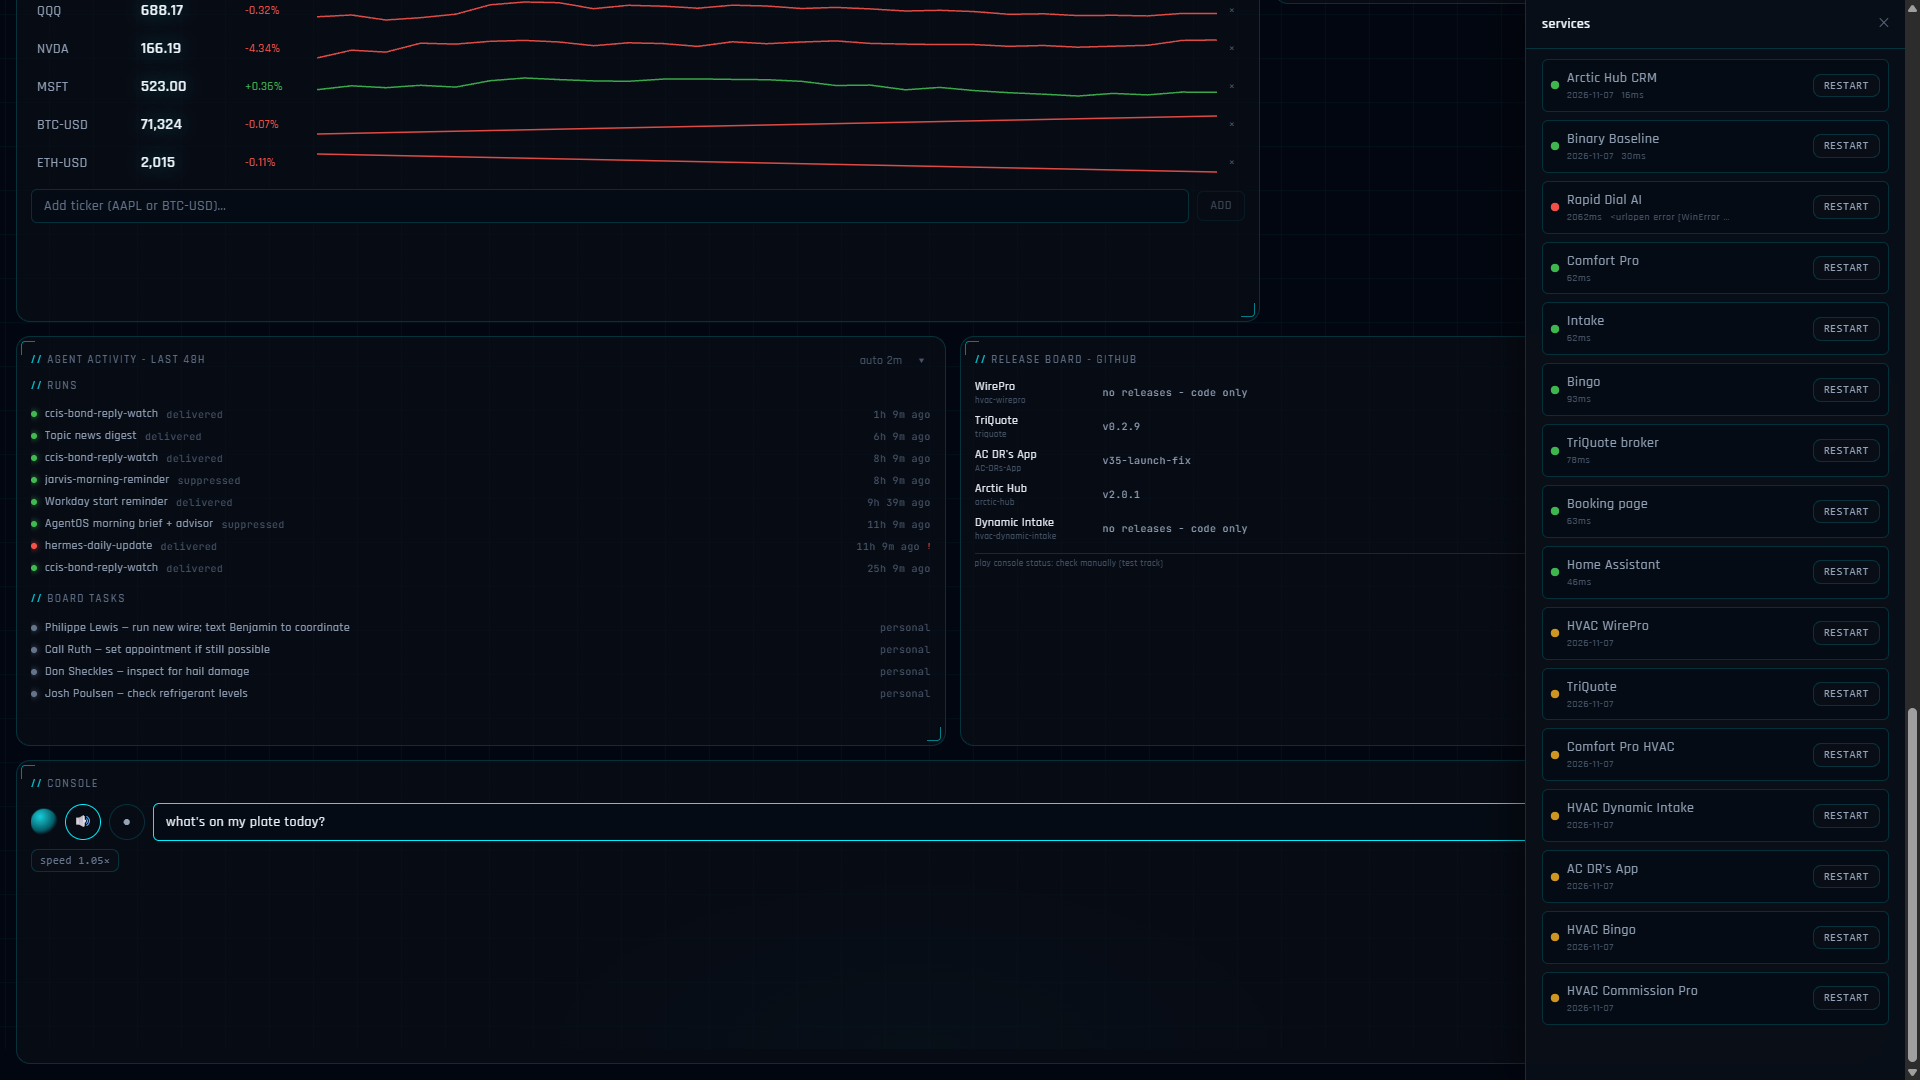 QQQ 688.17 -0.32% ×
NVDA 166.19 -4.34% ×
MSFT 523.00 +0.36% ×
BTC-USD 71,324 -0.07% ×
ETH-USD 2,015 -0.11% ×
Add ticker (AAPL or BTC-USD)... ADD
// AGENT ACTIVITY - LAST 48H auto 2m
// RUNS
ccis-bond-reply-watch delivered 1h 9m ago
Topic news digest delivered 6h 9m ago
ccis-bond-reply-watch delivered 8h 9m ago
jarvis-morning-reminder suppressed 8h 9m ago
Workday start reminder delivered 9h 39m ago
AgentOS morning brief + advisor suppressed 11h 9m ago
hermes-daily-update delivered 11h 9m ago !
ccis-bond-reply-watch delivered 25h 9m ago
// BOARD TASKS
Philippe Lewis – run new wire; text Benjamin to coordinate personal
Call Ruth – set appointment if still possible personal
Don Sheckles – inspect for hail damage personal
Josh Poulsen – check refrigerant levels personal
// RELEASE BOARD - GITHUB
WirePro no releases - code only
hvac-wirepro
TriQuote v0.2.9
triquote
AC DR's App v35-launch-fix
AC-DRs-App
Arctic Hub v2.0.1
arctic-hub
Dynamic Intake no releases - code only
hvac-dynamic-intake
play console status: check manually (test track)
// CONSOLE
what's on my plate today?
speed 1.05×
services ×
Arctic Hub CRM RESTART
2026-11-07 16ms
Binary Baseline RESTART
2026-11-07 30ms
Rapid Dial AI RESTART
2062ms <urlopen error [WinError ...
Comfort Pro RESTART
62ms
Intake RESTART
62ms
Bingo RESTART
93ms
TriQuote broker RESTART
78ms
Booking page RESTART
63ms
Home Assistant RESTART
46ms
HVAC WirePro RESTART
2026-11-07
TriQuote RESTART
2026-11-07
Comfort Pro HVAC RESTART
2026-11-07
HVAC Dynamic Intake RESTART
2026-11-07
AC DR's App RESTART
2026-11-07
HVAC Bingo RESTART
2026-11-07
HVAC Commission Pro RESTART
2026-11-07